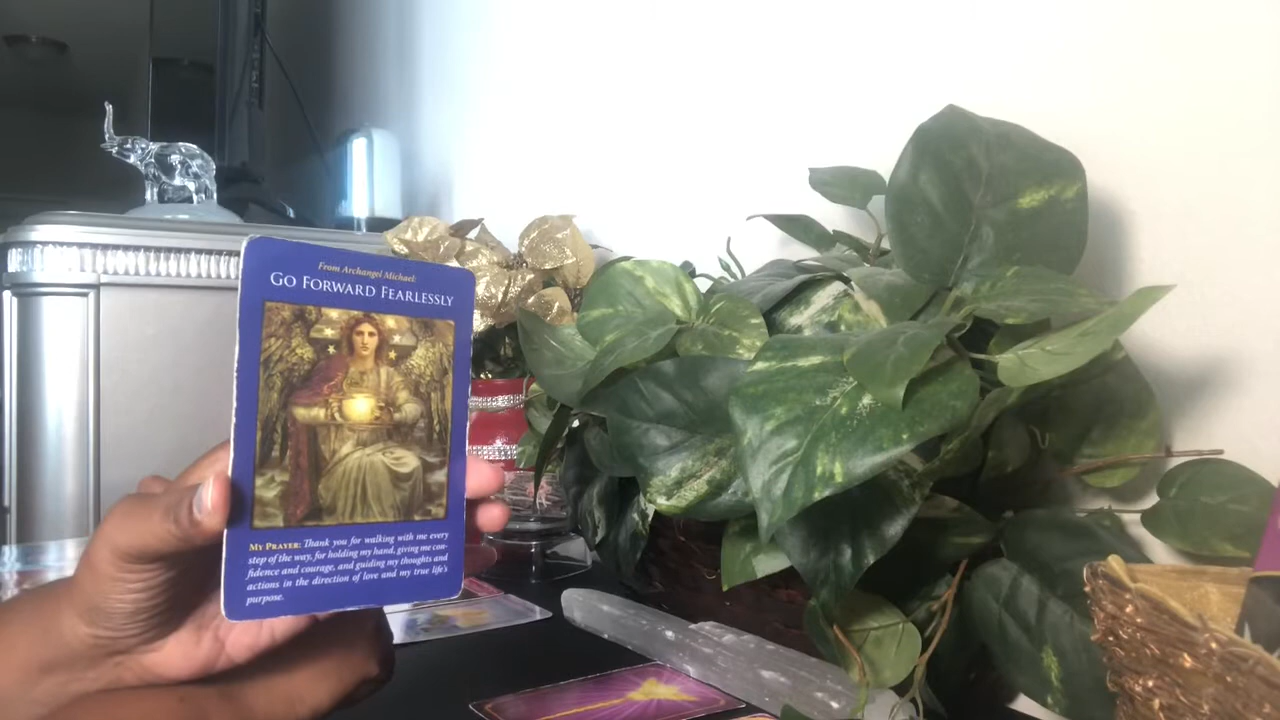 From Archangel Michael:
GO FORWARD FEARLESSLY
MY PRAYER: Thank you for walking with me every
step of the way, for holding my hand, giving me con-
fidence and courage, and guiding my thoughts and
actions in the direction of love and my true life's
purpose.